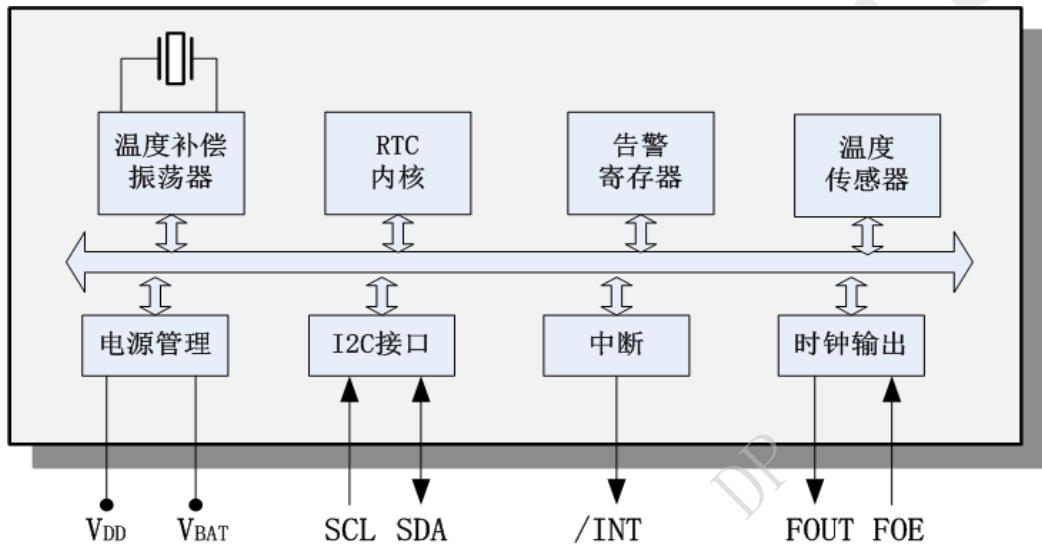 温度补偿
振荡器
RTC
内核
告警
寄存器
温度
传感器
电源管理
I2C接口
中断
时钟输出
VDD
VBAT
SCL
SDA
/INT
FOUT
FOE
DP